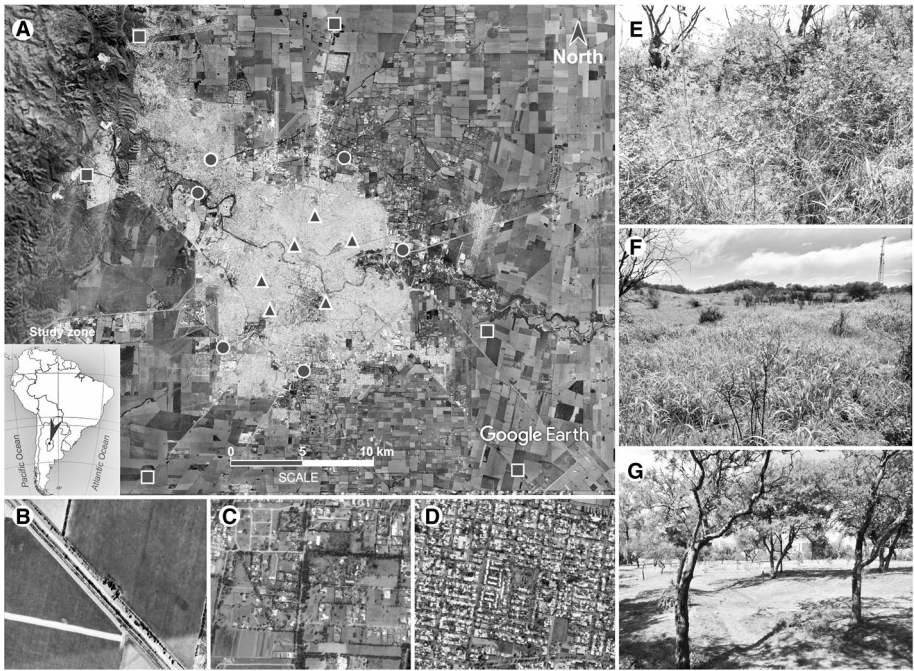 A
North
Study zone
Pacific Ocean
Atlantic Ocean
0 5 10 km
SCALE
Google Earth
B
C
D
E
F
G